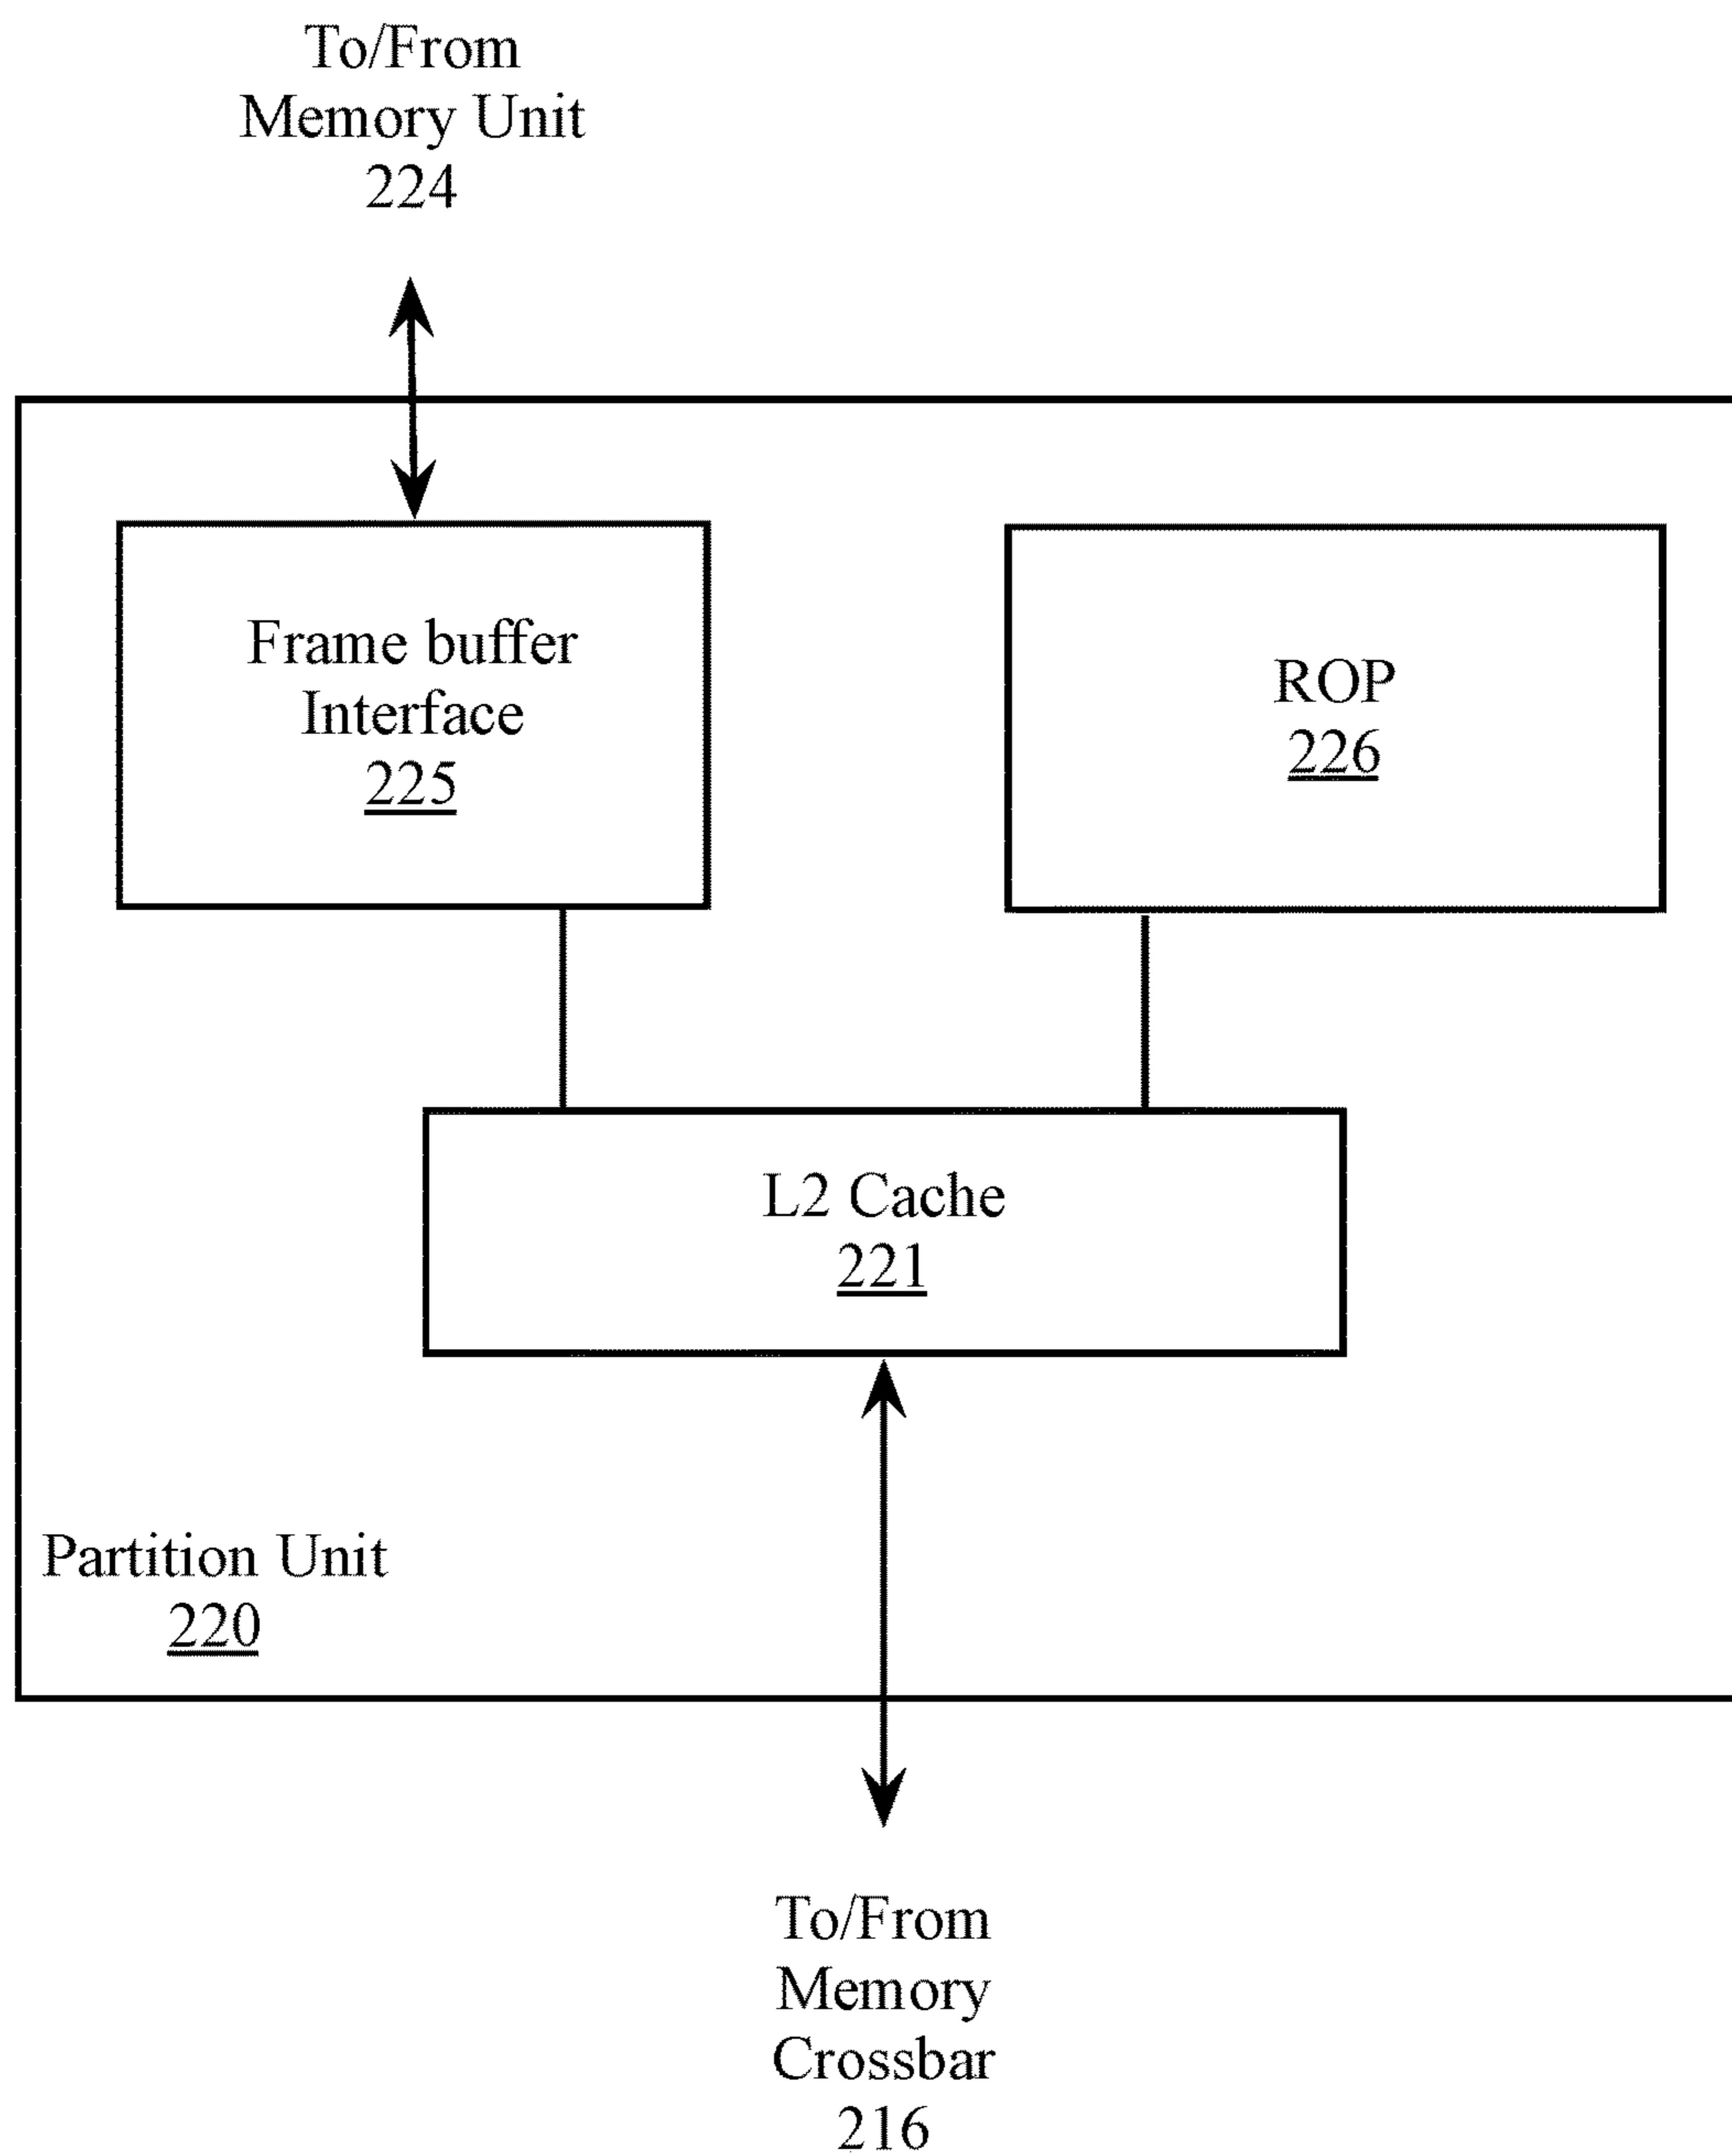 To/From
Memory Unit
224
Frame buffer
Interface
225
ROP
226
L2 Cache
221
Partition Unit
220
To/From
Memory
Crossbar
216